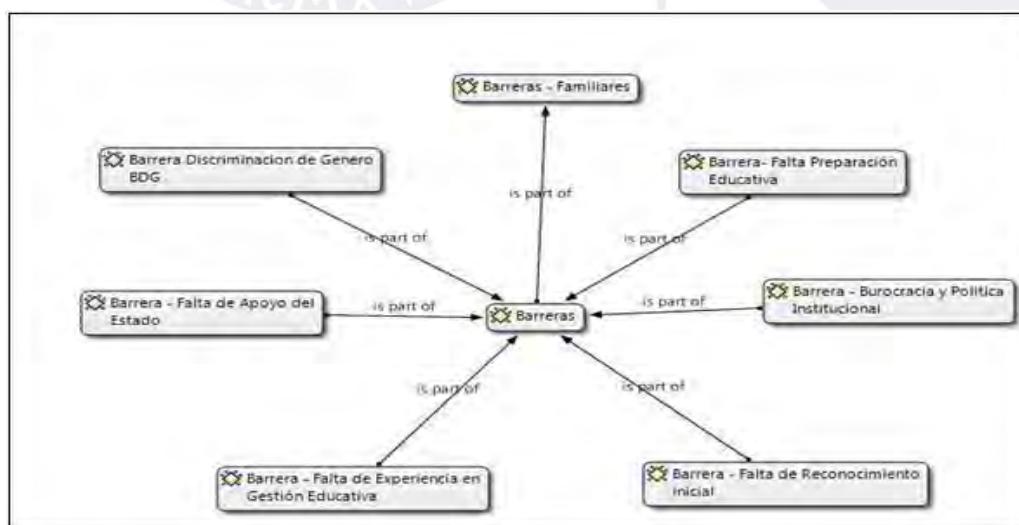 Barreras - Familiares
Barrera Discriminacion de Genero
BDG
Barrera- Falta Preparación
Educativa
is part of
is part of
is part of
Barrera - Falta de Apoyo del
Estado
is part of
Barreras
is part of
Barrera - Burocracia y Politica
Institucional
is part of
is part of
Barrera - Falta de Experiencia en
Gestión Educativa
Barrera - Falta de Reconocimiento
inicial